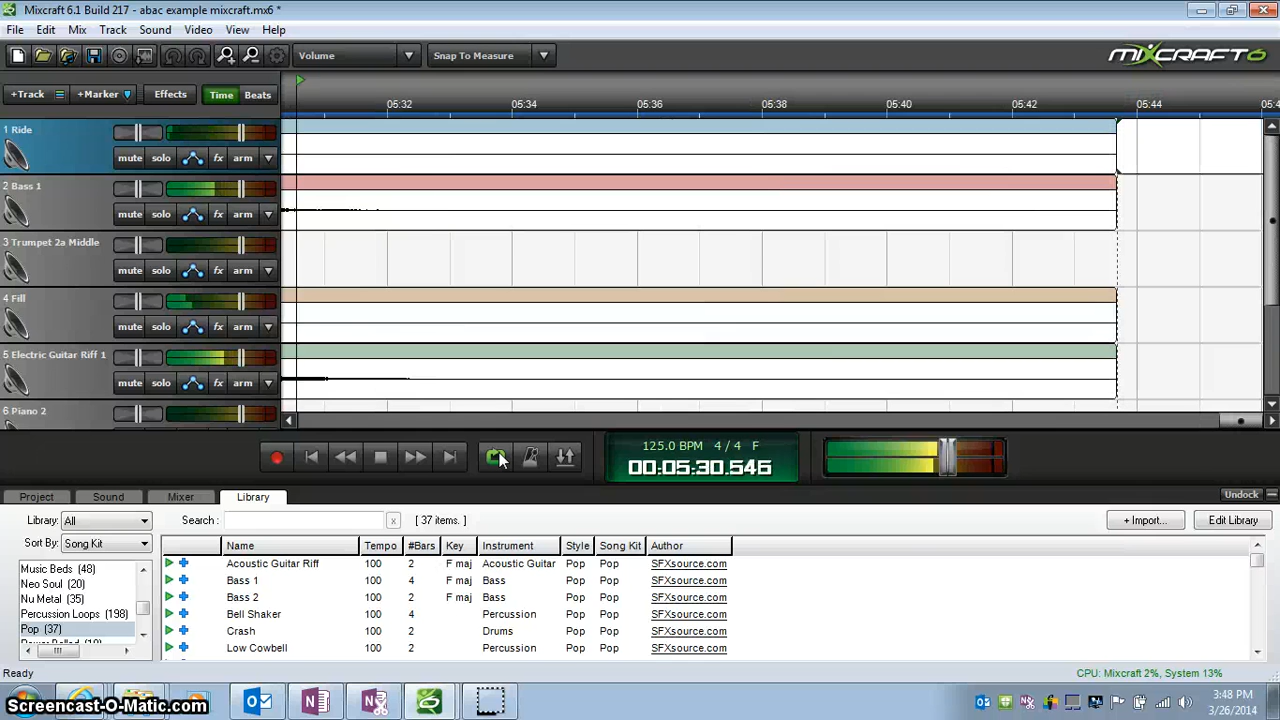 Mixcraft 6.1 Build 217 - abac example mixcraft.mx6 *
File Edit Mix Track Sound Video View Help
Volume Snap To Measure MIXCRAFT6
+Track +Marker Effects Time Beats 05:32 05:34 05:36 05:38 05:40 05:42 05:44 05:4
1 Ride
mute solo fx arm
2 Bass 1
mute solo fx arm
3 Trumpet 2a Middle
mute solo fx arm
4 Fill
mute solo fx arm
5 Electric Guitar Riff 1
mute solo fx arm
6 Piano 2
125.0 BPM 4 / 4 F
00:05:30.546
Project Sound Mixer Library Undock
Library: All Search : x [ 37 items. ] + Import... Edit Library
Sort By: Song Kit
Name Tempo #Bars Key Instrument Style Song Kit Author
Music Beds (48)
Neo Soul (20)
Nu Metal (35)
Percussion Loops (198)
Pop (37)
Power Ballad (10)
Acoustic Guitar Riff 100 2 F maj Acoustic Guitar Pop Pop SFXsource.com
Bass 1 100 4 F maj Bass Pop Pop SFXsource.com
Bass 2 100 2 F maj Bass Pop Pop SFXsource.com
Bell Shaker 100 4 Percussion Pop Pop SFXsource.com
Crash 100 2 Drums Pop Pop SFXsource.com
Low Cowbell 100 2 Percussion Pop Pop SFXsource.com
Ready CPU: Mixcraft 2%, System 13%
Screencast-O-Matic.com
3:48 PM
3/26/2014